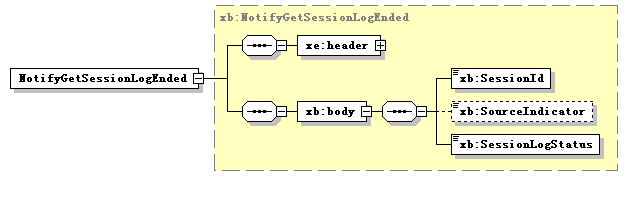 xb:NotifyGetSessionLogEnded
xe:header
NotifyGetSessionLogEnded
xb:SessionId
xb:body
xb:SourceIndicator
xb:SessionLogStatus